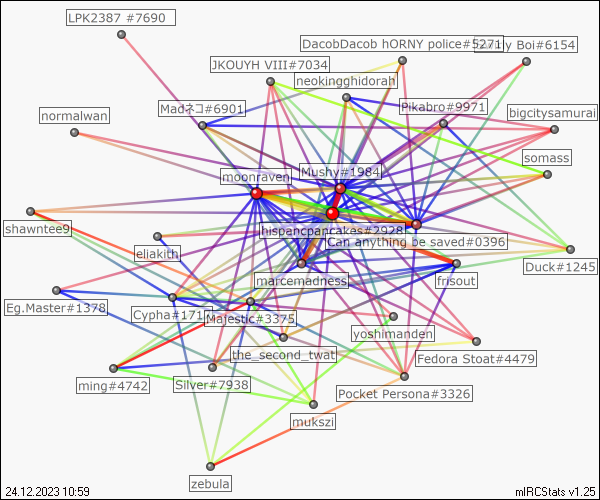 LPK2387 #7690
DacobDacob hORNY police#5271
Boi#6154
JKOUYH VIII#7034
neokingghidorah
Madネコ#6901
Pikabro#9971
bigcitysamurai
normalwan
somass
Mushy#1984
moonraven
shawntee9
hispancpancakes#2928
Can anything be saved#0396
eliakith
Duck#1245
marcemadness
frisout
Eg.Master#1378
Cypha#171
Majestic#3375
yoshimanden
the_second_twat
Fedora Stoat#4479
ming#4742
Silver#7938
Pocket Persona#3326
mukszi
zebula
24.12.2023 10:59
mIRCStats v1.25